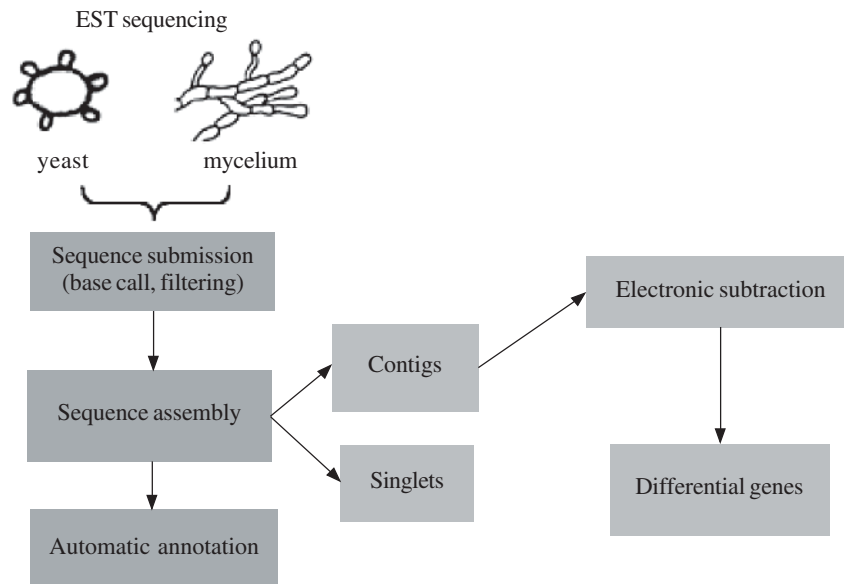 EST sequencing
yeast
mycelium
Sequence submission
(base call, filtering)
Electronic subtraction
Contigs
Sequence assembly
Singlets
Differential genes
Automatic annotation